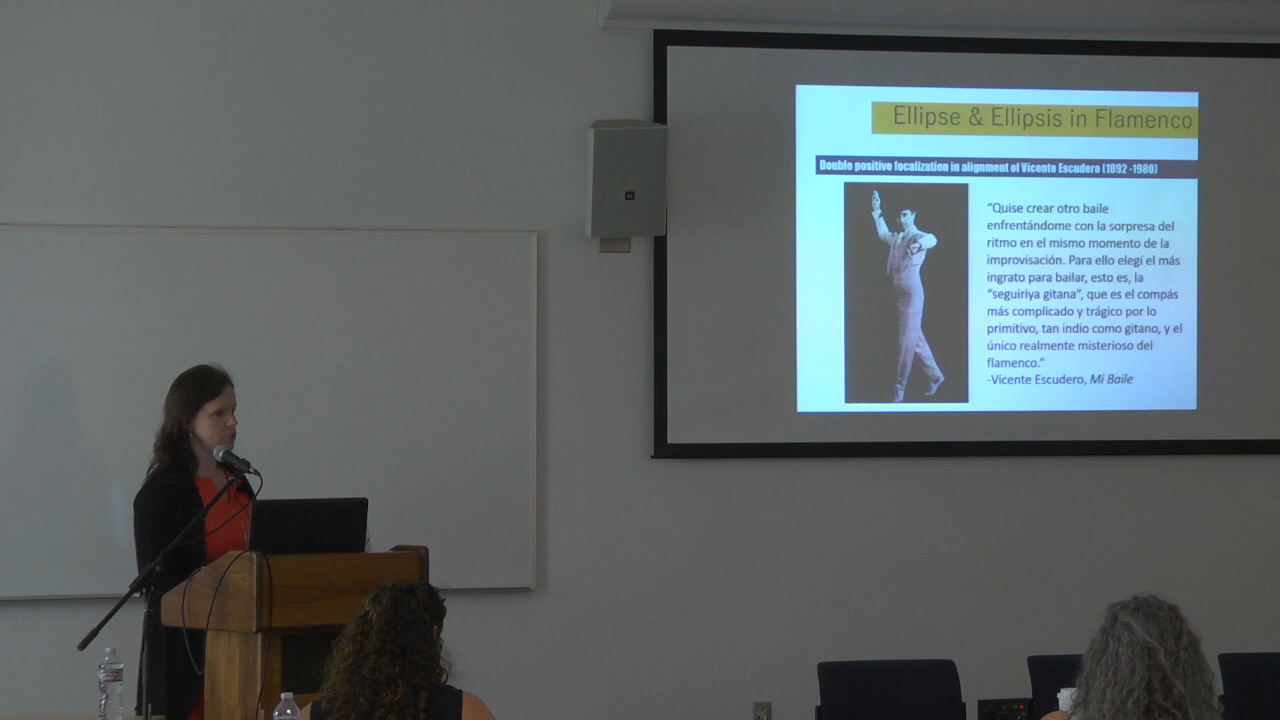 Ellipse & Ellipsis in Flamenco
Double positive focalization in alignment of Vicente Escudero (1892 -1980)
"Quise crear otro baile
enfrentándome con la sorpresa del
ritmo en el mismo momento de la
improvisación. Para ello elegí el más
ingrato para bailar, esto es, la
"seguiriya gitana", que es el compás
más complicado y trágico por lo
primitivo, tan indio como gitano, y el
único realmente misterioso del
flamenco."
-Vicente Escudero, Mi Baile